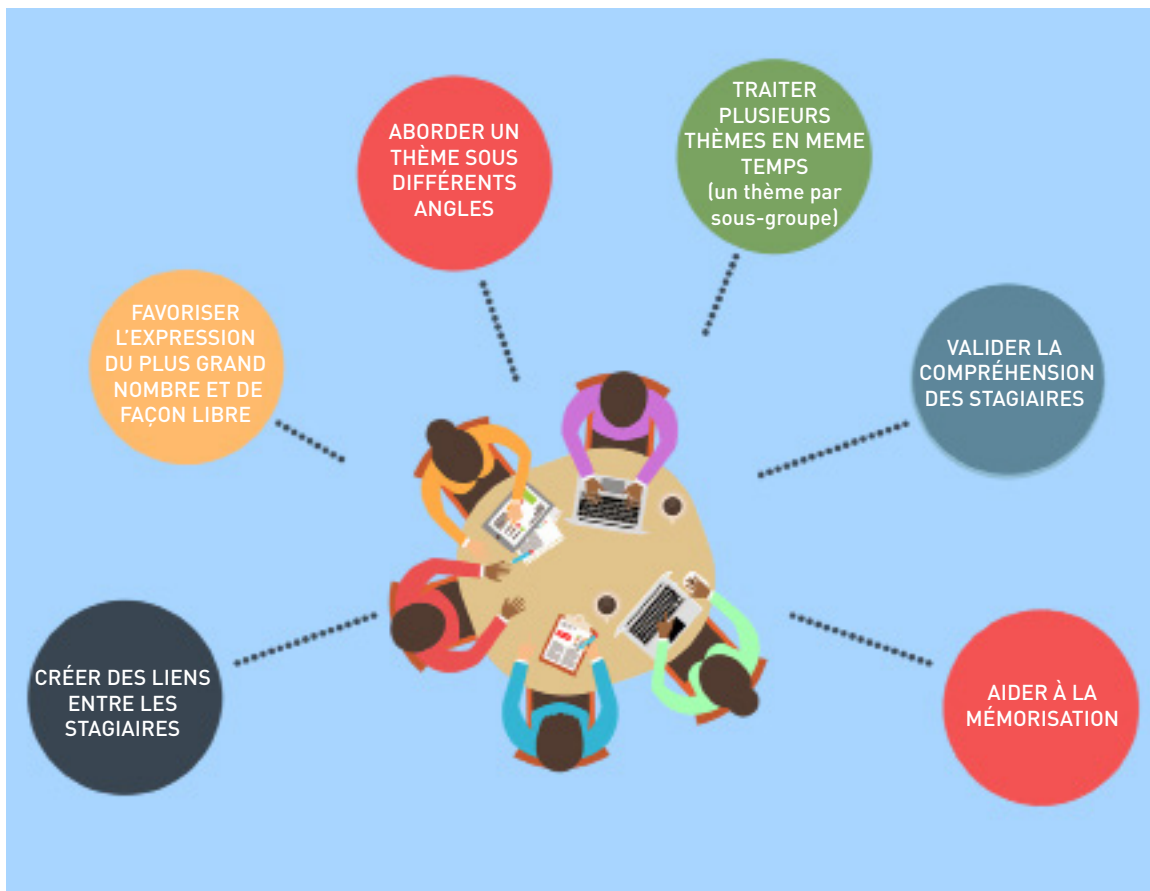 CRÉER DES LIENS
ENTRE LES
STAGIAIRES
FAVORISER
L'EXPRESSION
DU PLUS GRAND
NOMBRE ET DE
FAÇON LIBRE
ABORDER UN
THÈME SOUS
DIFFÉRENTS
ANGLES
TRAITER
PLUSIEURS
THÈMES EN MEME
TEMPS
(un thème par
sous-groupe)
VALIDER LA
COMPRÉHENSION
DES STAGIAIRES
AIDER À LA
MÉMORISATION